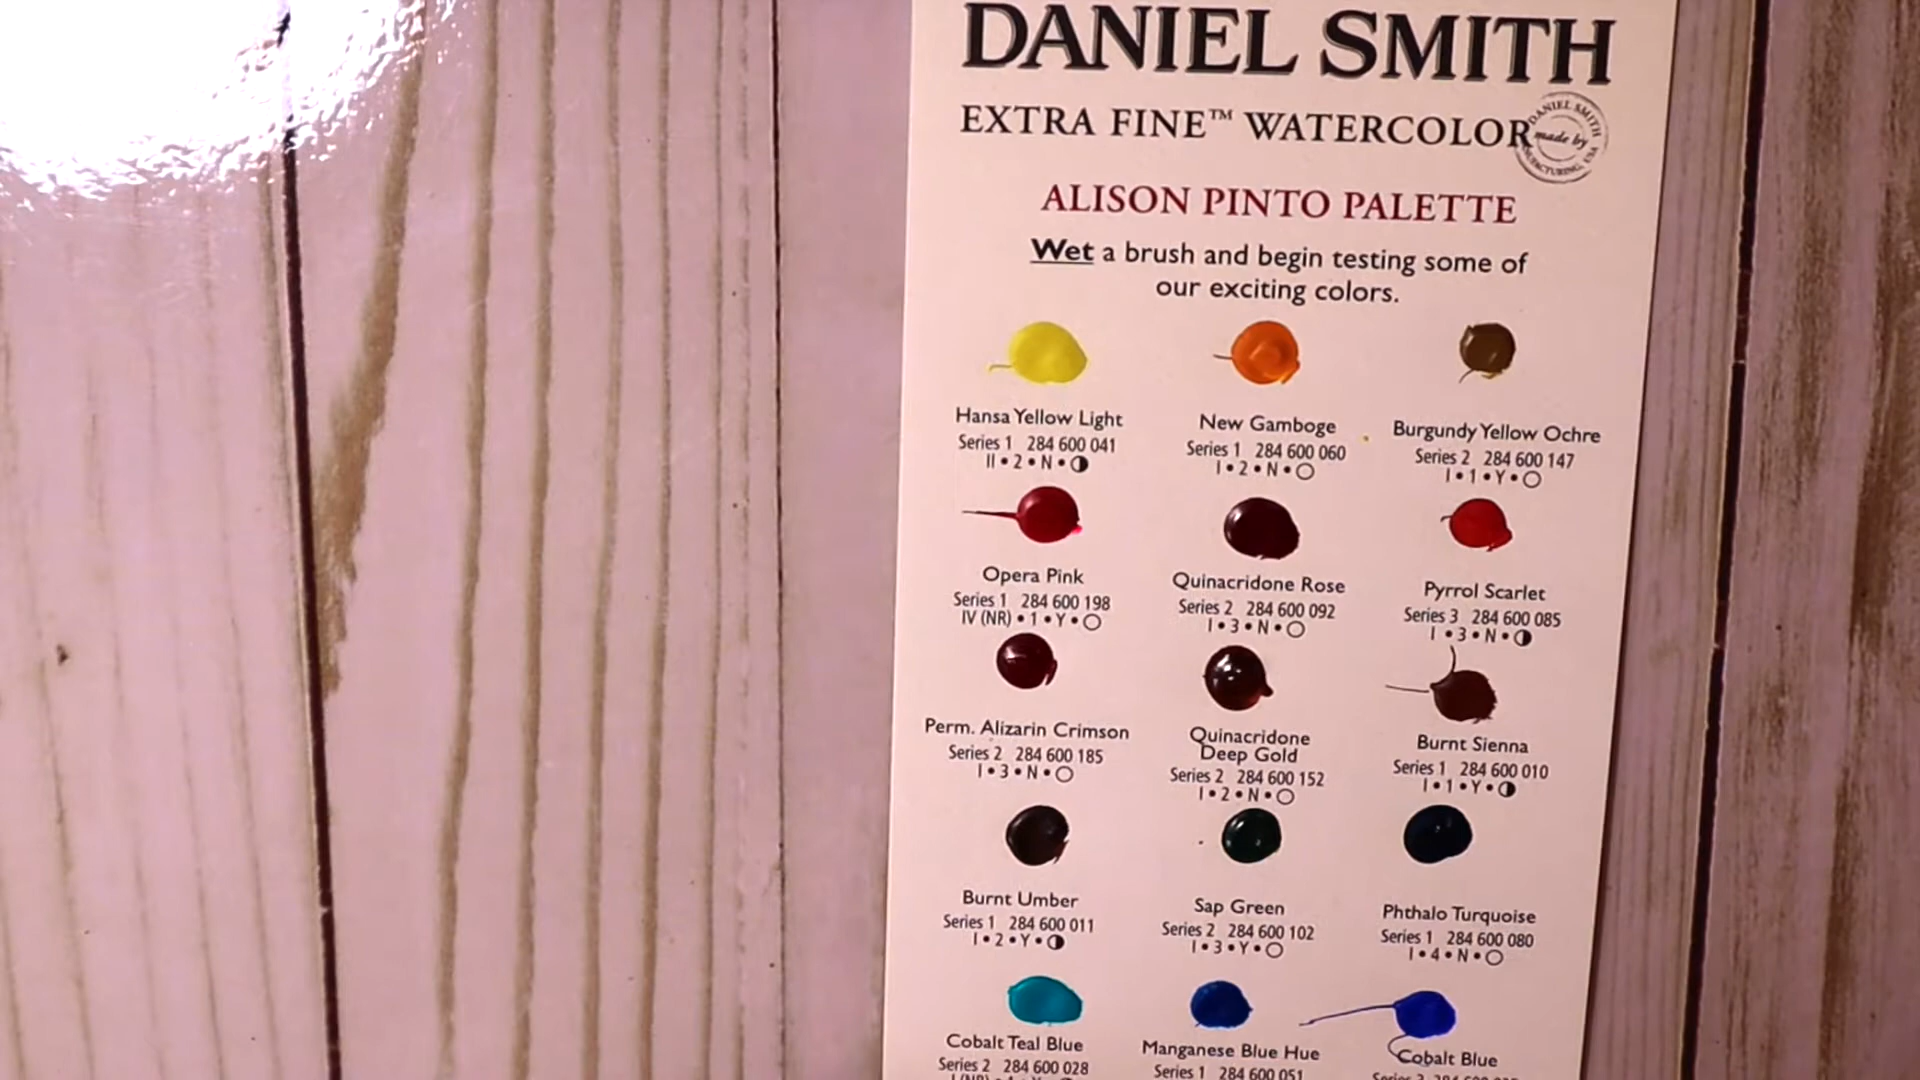 DANIEL SMITH
EXTRA FINE™ WATERCOLOR
DANIEL SMITH
made by
MANUFACTURING, USA
ALISON PINTO PALETTE
Wet a brush and begin testing some of
our exciting colors.
Hansa Yellow Light
Series 1 284 600 041
II • 2 • N • ◑
New Gamboge
Series 1 284 600 060
I • 2 • N • ○
Burgundy Yellow Ochre
Series 2 284 600 147
I • 1 • Y • ○
Opera Pink
Series 1 284 600 198
IV (NR) • 1 • Y • ○
Quinacridone Rose
Series 2 284 600 092
I • 3 • N • ○
Pyrrol Scarlet
Series 3 284 600 085
I • 3 • N • ◑
Perm. Alizarin Crimson
Series 2 284 600 185
I • 3 • N • ○
Quinacridone
Deep Gold
Series 2 284 600 152
I • 2 • N • ○
Burnt Sienna
Series 1 284 600 010
I • 1 • Y • ◑
Burnt Umber
Series 1 284 600 011
I • 2 • Y • ◑
Sap Green
Series 2 284 600 102
I • 3 • Y • ○
Phthalo Turquoise
Series 1 284 600 080
I • 4 • N • ○
Cobalt Teal Blue
Series 2 284 600 028
Manganese Blue Hue
Series 1 284 600 051
Cobalt Blue